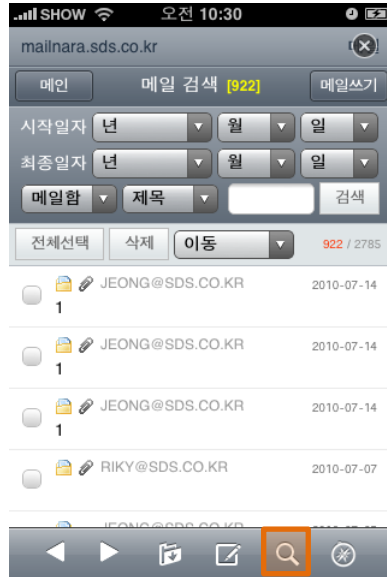 SHOW 오전 10:30
mailnara.sds.co.kr
메인 메일 검색 [922] 메일쓰기
시작일자 년 월 일
최종일자 년 월 일
메일함 제목 검색
전체선택 삭제 이동 922 / 2785
JEONG@SDS.CO.KR 2010-07-14
1
JEONG@SDS.CO.KR 2010-07-14
1
JEONG@SDS.CO.KR 2010-07-14
1
RIKY@SDS.CO.KR 2010-07-07
JEONG@SDS.CO.KR